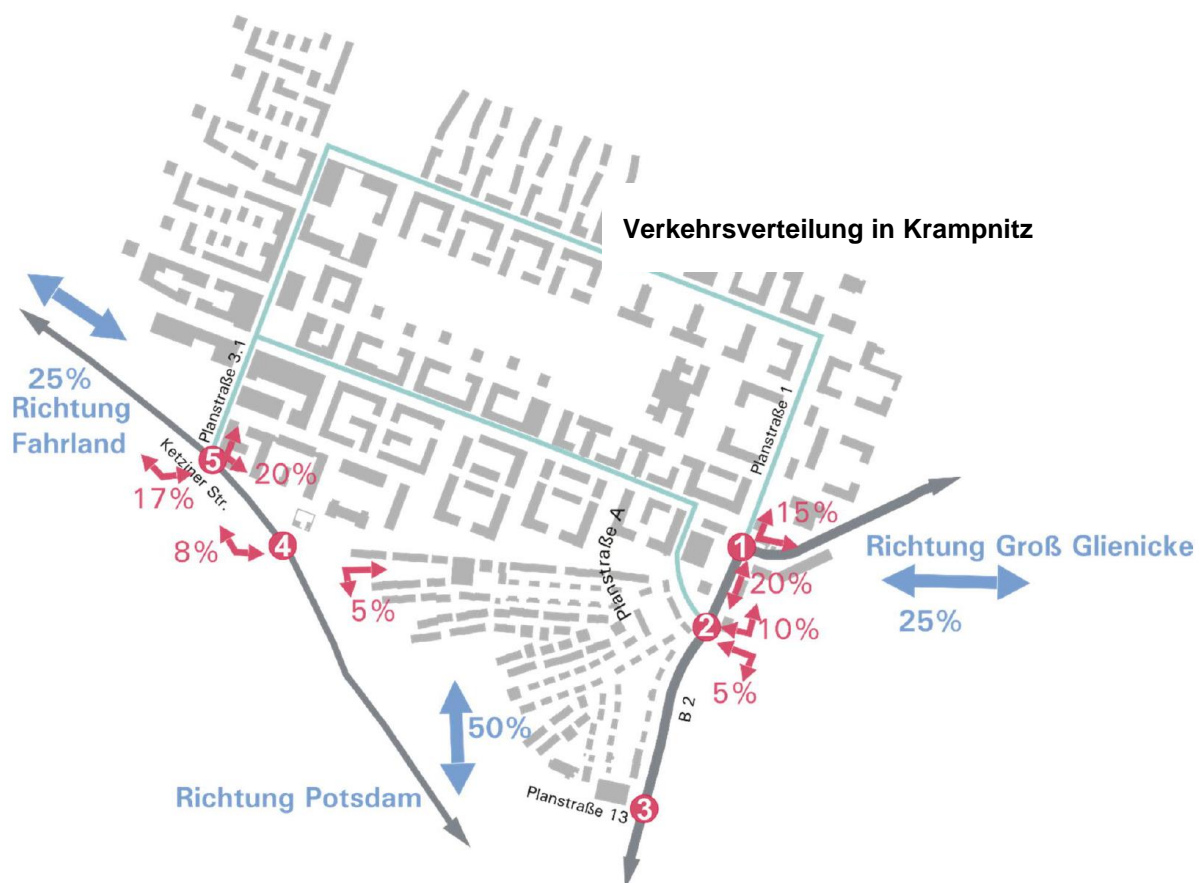 Verkehrsverteilung in Krampnitz
25%
Richtung
Fahrland
Planstraße 3.1
Ketziner Str.
5
20%
17%
8%
4
5%
Planstraße A
Planstraße 1
1
15%
Richtung Groß Glienicke
25%
20%
2
10%
5%
B 2
50%
Richtung Potsdam
Planstraße 13
3